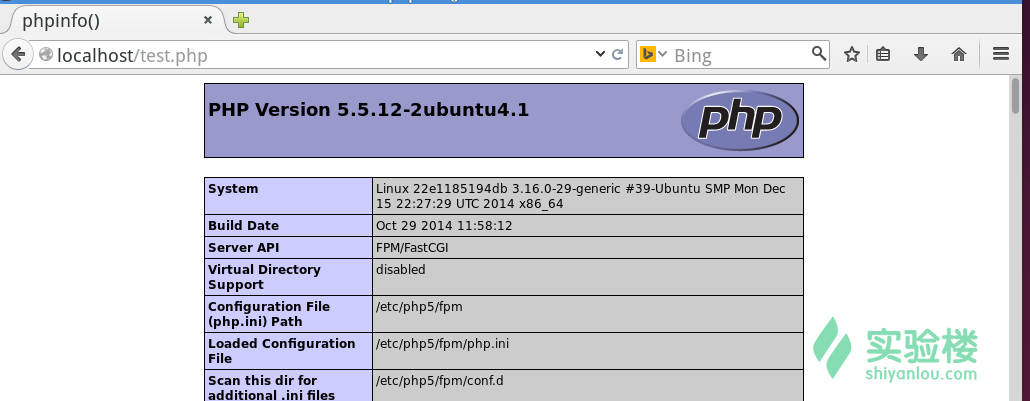 phpinfo()
localhost/test.php
Bing
PHP Version 5.5.12-2ubuntu4.1
php
System
Linux 22e1185194db 3.16.0-29-generic #39-Ubuntu SMP Mon Dec
15 22:27:29 UTC 2014 x86_64
Build Date
Oct 29 2014 11:58:12
Server API
FPM/FastCGI
Virtual Directory
Support
disabled
Configuration File
(php.ini) Path
/etc/php5/fpm
Loaded Configuration
File
/etc/php5/fpm/php.ini
Scan this dir for
additional .ini files
/etc/php5/fpm/conf.d
实验楼
shiyanlou.com